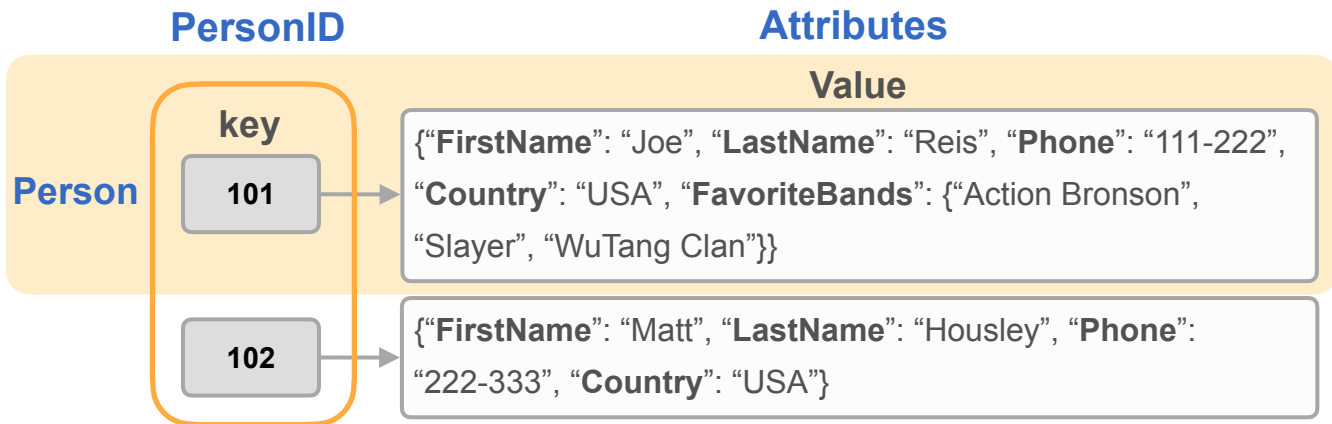 PersonID Attributes
key Value
Person 101 {“FirstName”: “Joe”, “LastName”: “Reis”, “Phone”: “111-222”,
“Country”: “USA”, “FavoriteBands”: {“Action Bronson”,
“Slayer”, “WuTang Clan”}}
102 {“FirstName”: “Matt”, “LastName”: “Housley”, “Phone”:
“222-333”, “Country”: “USA”}